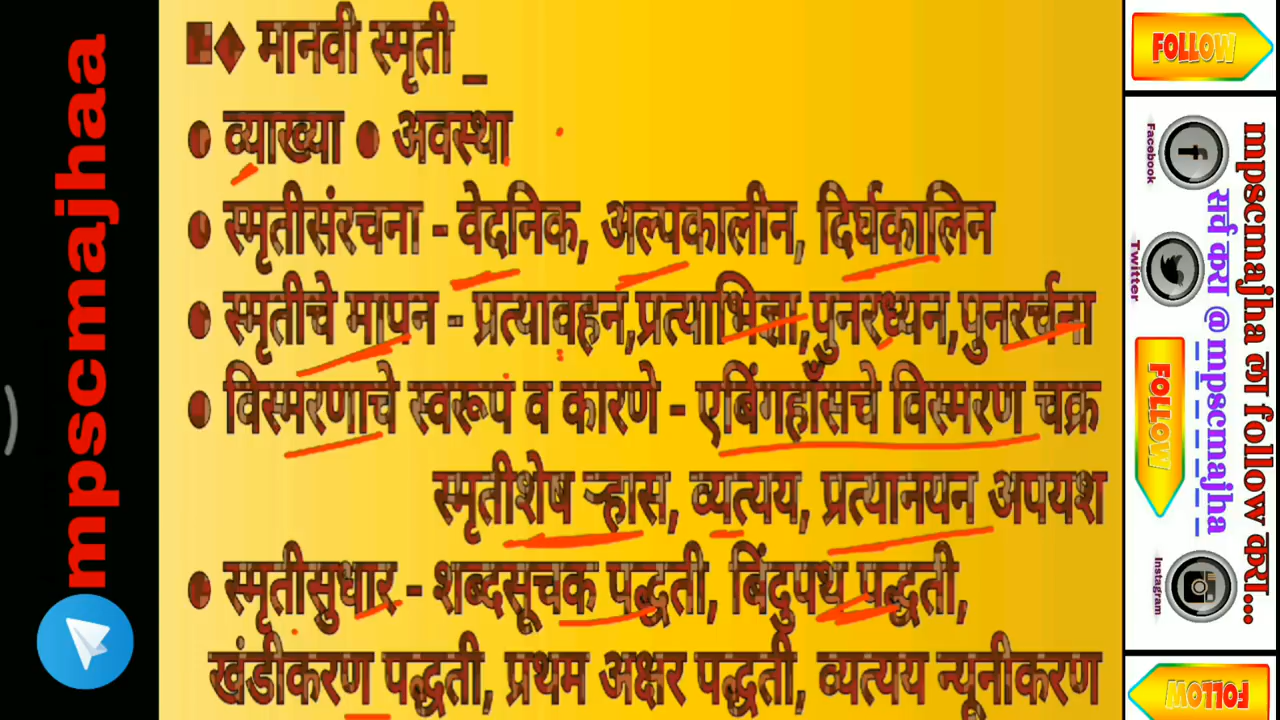 mpscmajhaa
■◆ मानवी स्मृती _
● व्याख्या ● अवस्था
● स्मृतीसंरचना - वेदनिक, अल्पकालीन, दिर्घकालिन
● स्मृतीचे मापन - प्रत्यावहन,प्रत्याभिज्ञा,पुनरध्यन,पुनरर्चना
● विस्मरणाचे स्वरूप व कारणे - एबिंगहाँसचे विस्मरण चक्र
स्मृतीशेष ऱ्हास, व्यत्यय, प्रत्यानयन अपयश
● स्मृतीसुधार - शब्दसूचक पद्धती, बिंदुपथ पद्धती,
खंडीकरण पद्धती, प्रथम अक्षर पद्धती, व्यत्यय न्यूनीकरण
FOLLOW
Facebook
Twitter
FOLLOW
Instagram
सर्च करा @mpscmajha
mpscmajha ला follow करा...
FOLLOW